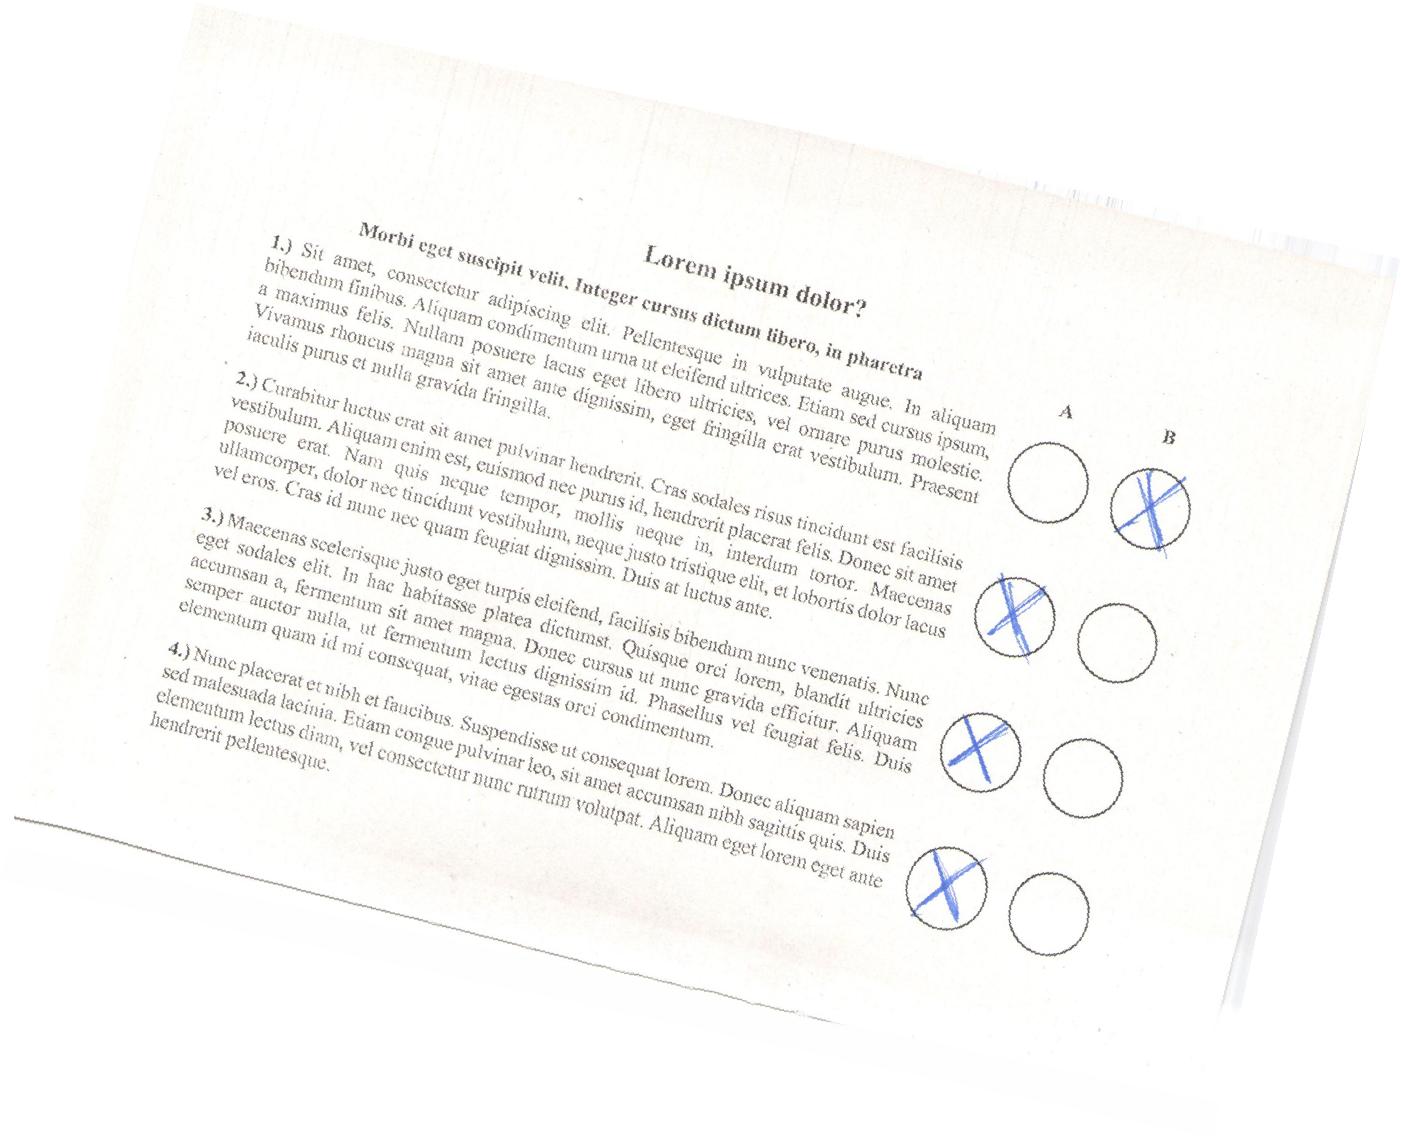 Lorem ipsum dolor?
Morbi eget suscipit velit. Integer cursus dictum libero, in pharetra
A B
1.) Sit amet, consectetur adipiscing elit. Pellentesque in vulputate augue. In aliquam
bibendum finibus. Aliquam condimentum urna ut eleifend ultrices. Etiam sed cursus ipsum,
a maximus felis. Nullam posuere lacus eget libero ultricies, vel ornare purus molestie.
Vivamus rhoncus magna sit amet ante dignissim, eget fringilla erat vestibulum. Praesent
iaculis purus et nulla gravida fringilla.
2.) Curabitur luctus erat sit amet pulvinar hendrerit. Cras sodales risus tincidunt est facilisis
vestibulum. Aliquam enim est, euismod nec purus id, hendrerit placerat felis. Donec sit amet
posuere erat. Nam quis neque tempor, mollis neque in, interdum tortor. Maecenas
ullamcorper, dolor nec tincidunt vestibulum, neque justo tristique elit, et lobortis dolor lacus
vel eros. Cras id nunc nec quam feugiat dignissim. Duis at luctus ante.
3.) Maecenas scelerisque justo eget turpis eleifend, facilisis bibendum nunc venenatis. Nunc
eget sodales elit. In hac habitasse platea dictumst. Quisque orci lorem, blandit ultricies
accumsan a, fermentum sit amet magna. Donec cursus ut nunc gravida efficitur. Aliquam
semper auctor nulla, ut fermentum lectus dignissim id. Phasellus vel feugiat felis. Duis
elementum quam id mi consequat, vitae egestas orci condimentum.
4.) Nunc placerat et nibh et faucibus. Suspendisse ut consequat lorem. Donec aliquam sapien
sed malesuada lacinia. Etiam congue pulvinar leo, sit amet accumsan nibh sagittis quis. Duis
elementum lectus diam, vel consectetur nunc rutrum volutpat. Aliquam eget lorem eget ante
hendrerit pellentesque.